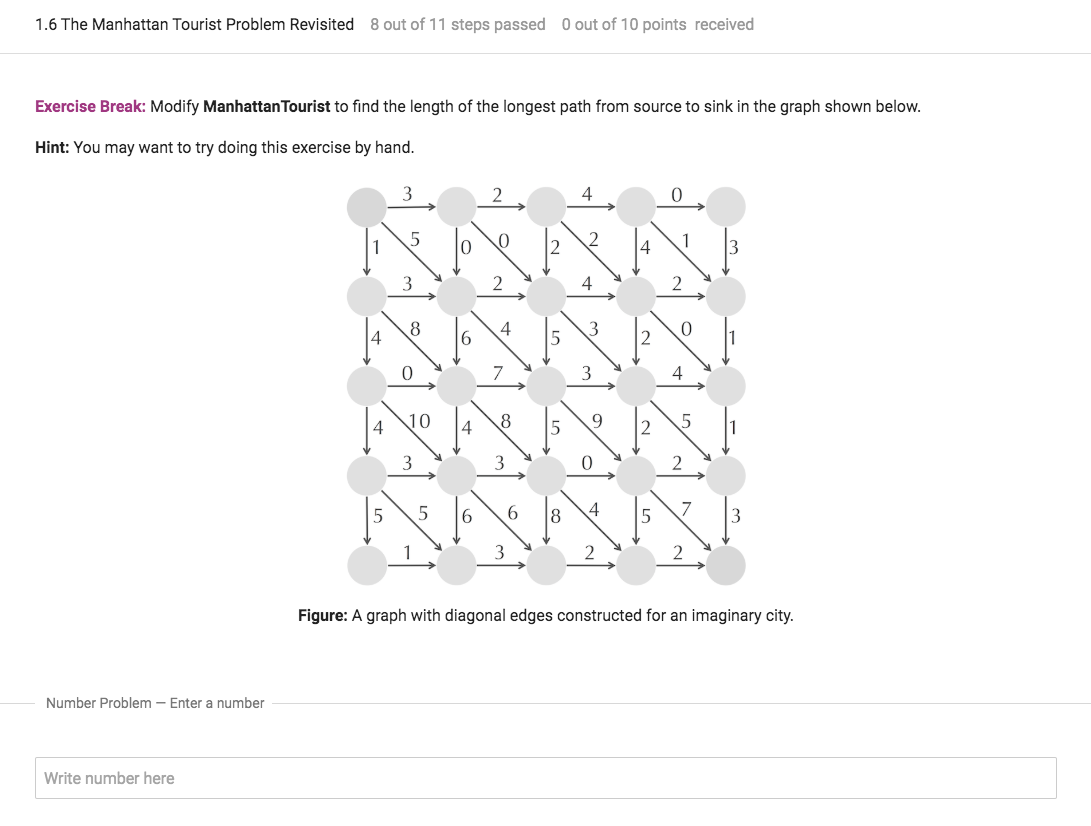 1.6 The Manhattan Tourist Problem Revisited 8 out of 11 steps passed 0 out of 10 points received
Exercise Break: Modify ManhattanTourist to find the length of the longest path from source to sink in the graph shown below.
Hint: You may want to try doing this exercise by hand.
3 2 4 0
1 5 0 0 2 2 4 1 3
3 2 4 2
4 8 6 4 5 3 2 0 1
0 7 3 4
4 10 4 8 5 9 2 5 1
3 3 0 2
5 5 6 6 8 4 5 7 3
1 3 2 2
Figure: A graph with diagonal edges constructed for an imaginary city.
Number Problem — Enter a number
Write number here